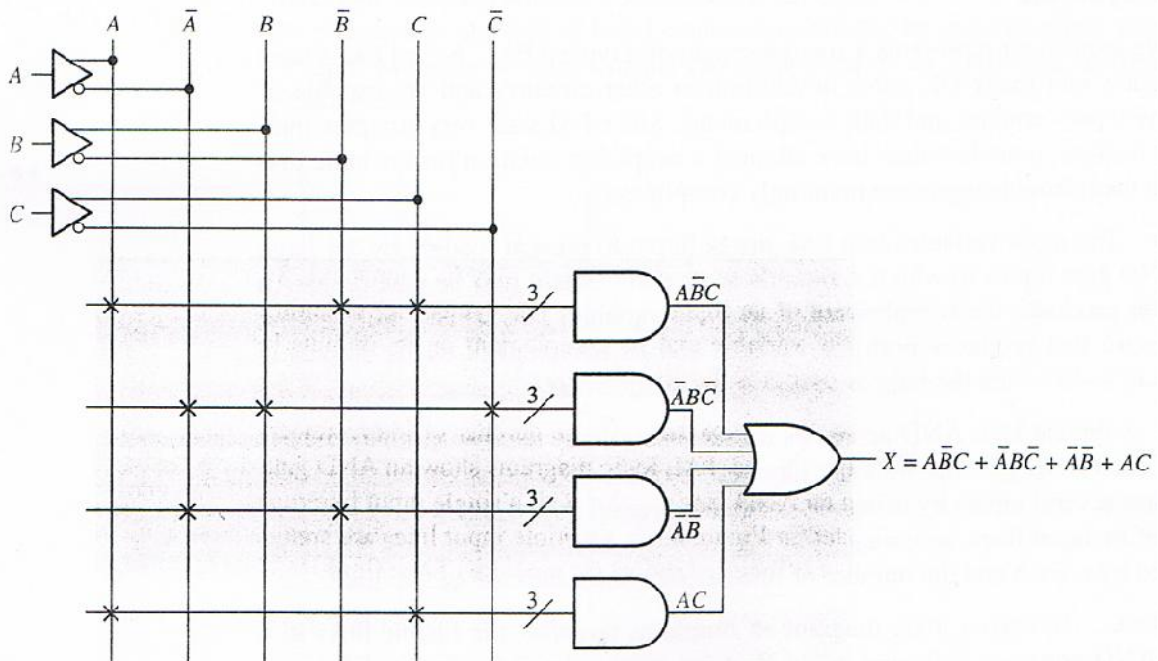 A Ā B B̄ C C̄
A
B
C
3 AB̄C
3 ĀBC̄
X = AB̄C + ĀBC̄ + ĀB̄ + AC
3 ĀB̄
3 AC